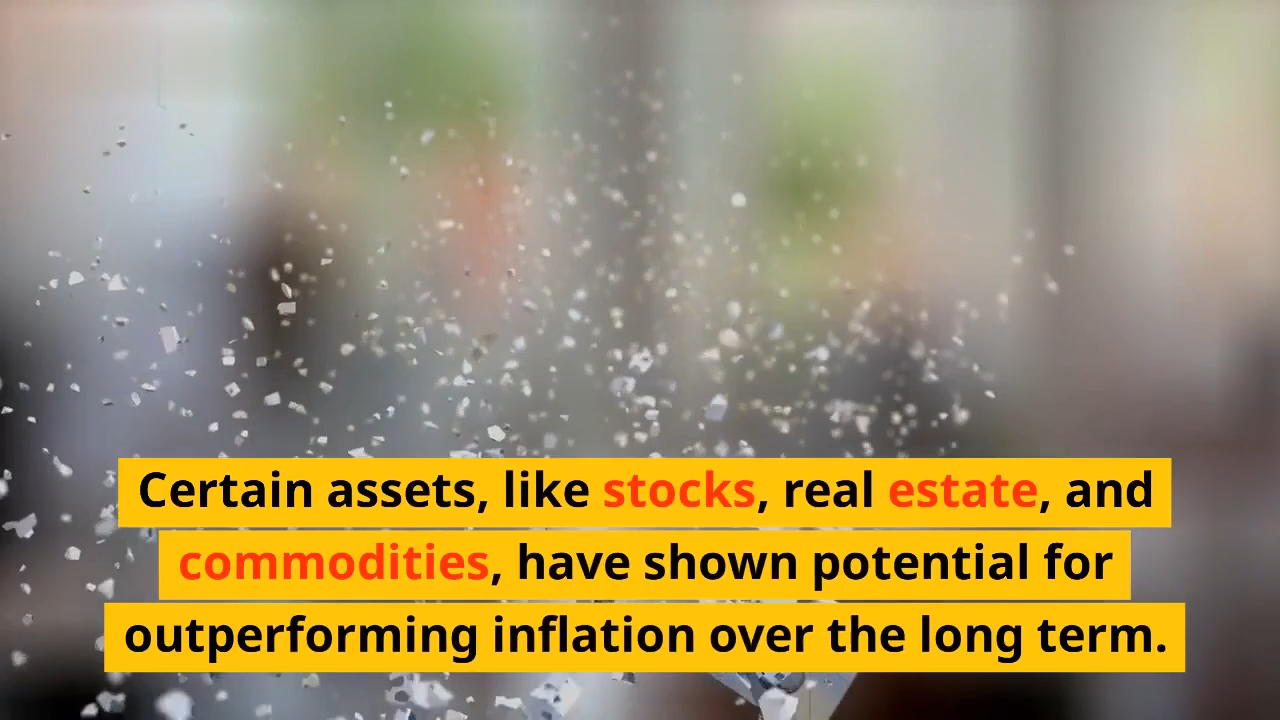 Certain assets, like stocks, real estate, and
commodities, have shown potential for
outperforming inflation over the long term.